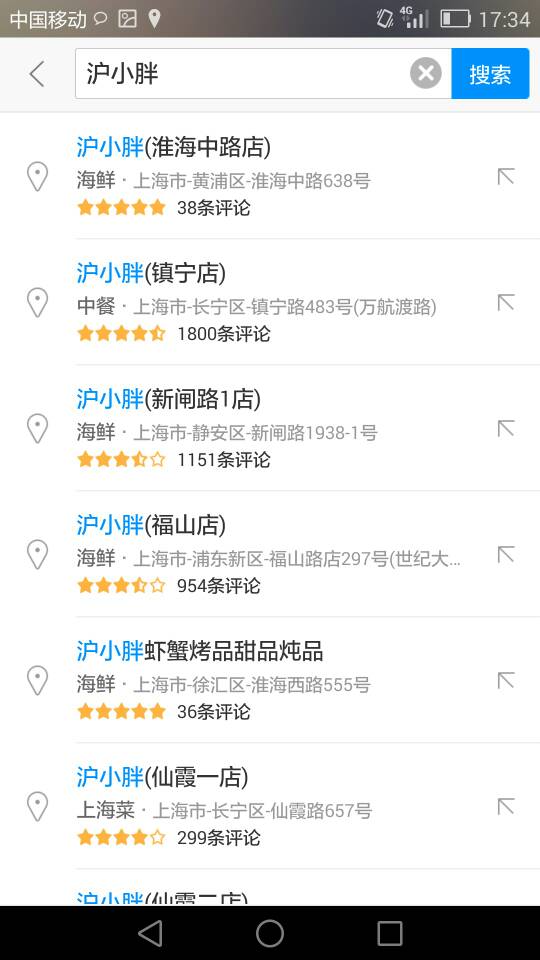 中国移动 4G 17:34
沪小胖 搜索
沪小胖(淮海中路店)
海鲜·上海市-黄浦区-淮海中路638号
38条评论
沪小胖(镇宁店)
中餐·上海市-长宁区-镇宁路483号(万航渡路)
1800条评论
沪小胖(新闸路1店)
海鲜·上海市-静安区-新闸路1938-1号
1151条评论
沪小胖(福山店)
海鲜·上海市-浦东新区-福山路店297号(世纪大...
954条评论
沪小胖虾蟹烤品甜品炖品
海鲜·上海市-徐汇区-淮海西路555号
36条评论
沪小胖(仙霞一店)
上海菜·上海市-长宁区-仙霞路657号
299条评论
沪小胖(仙霞二店)